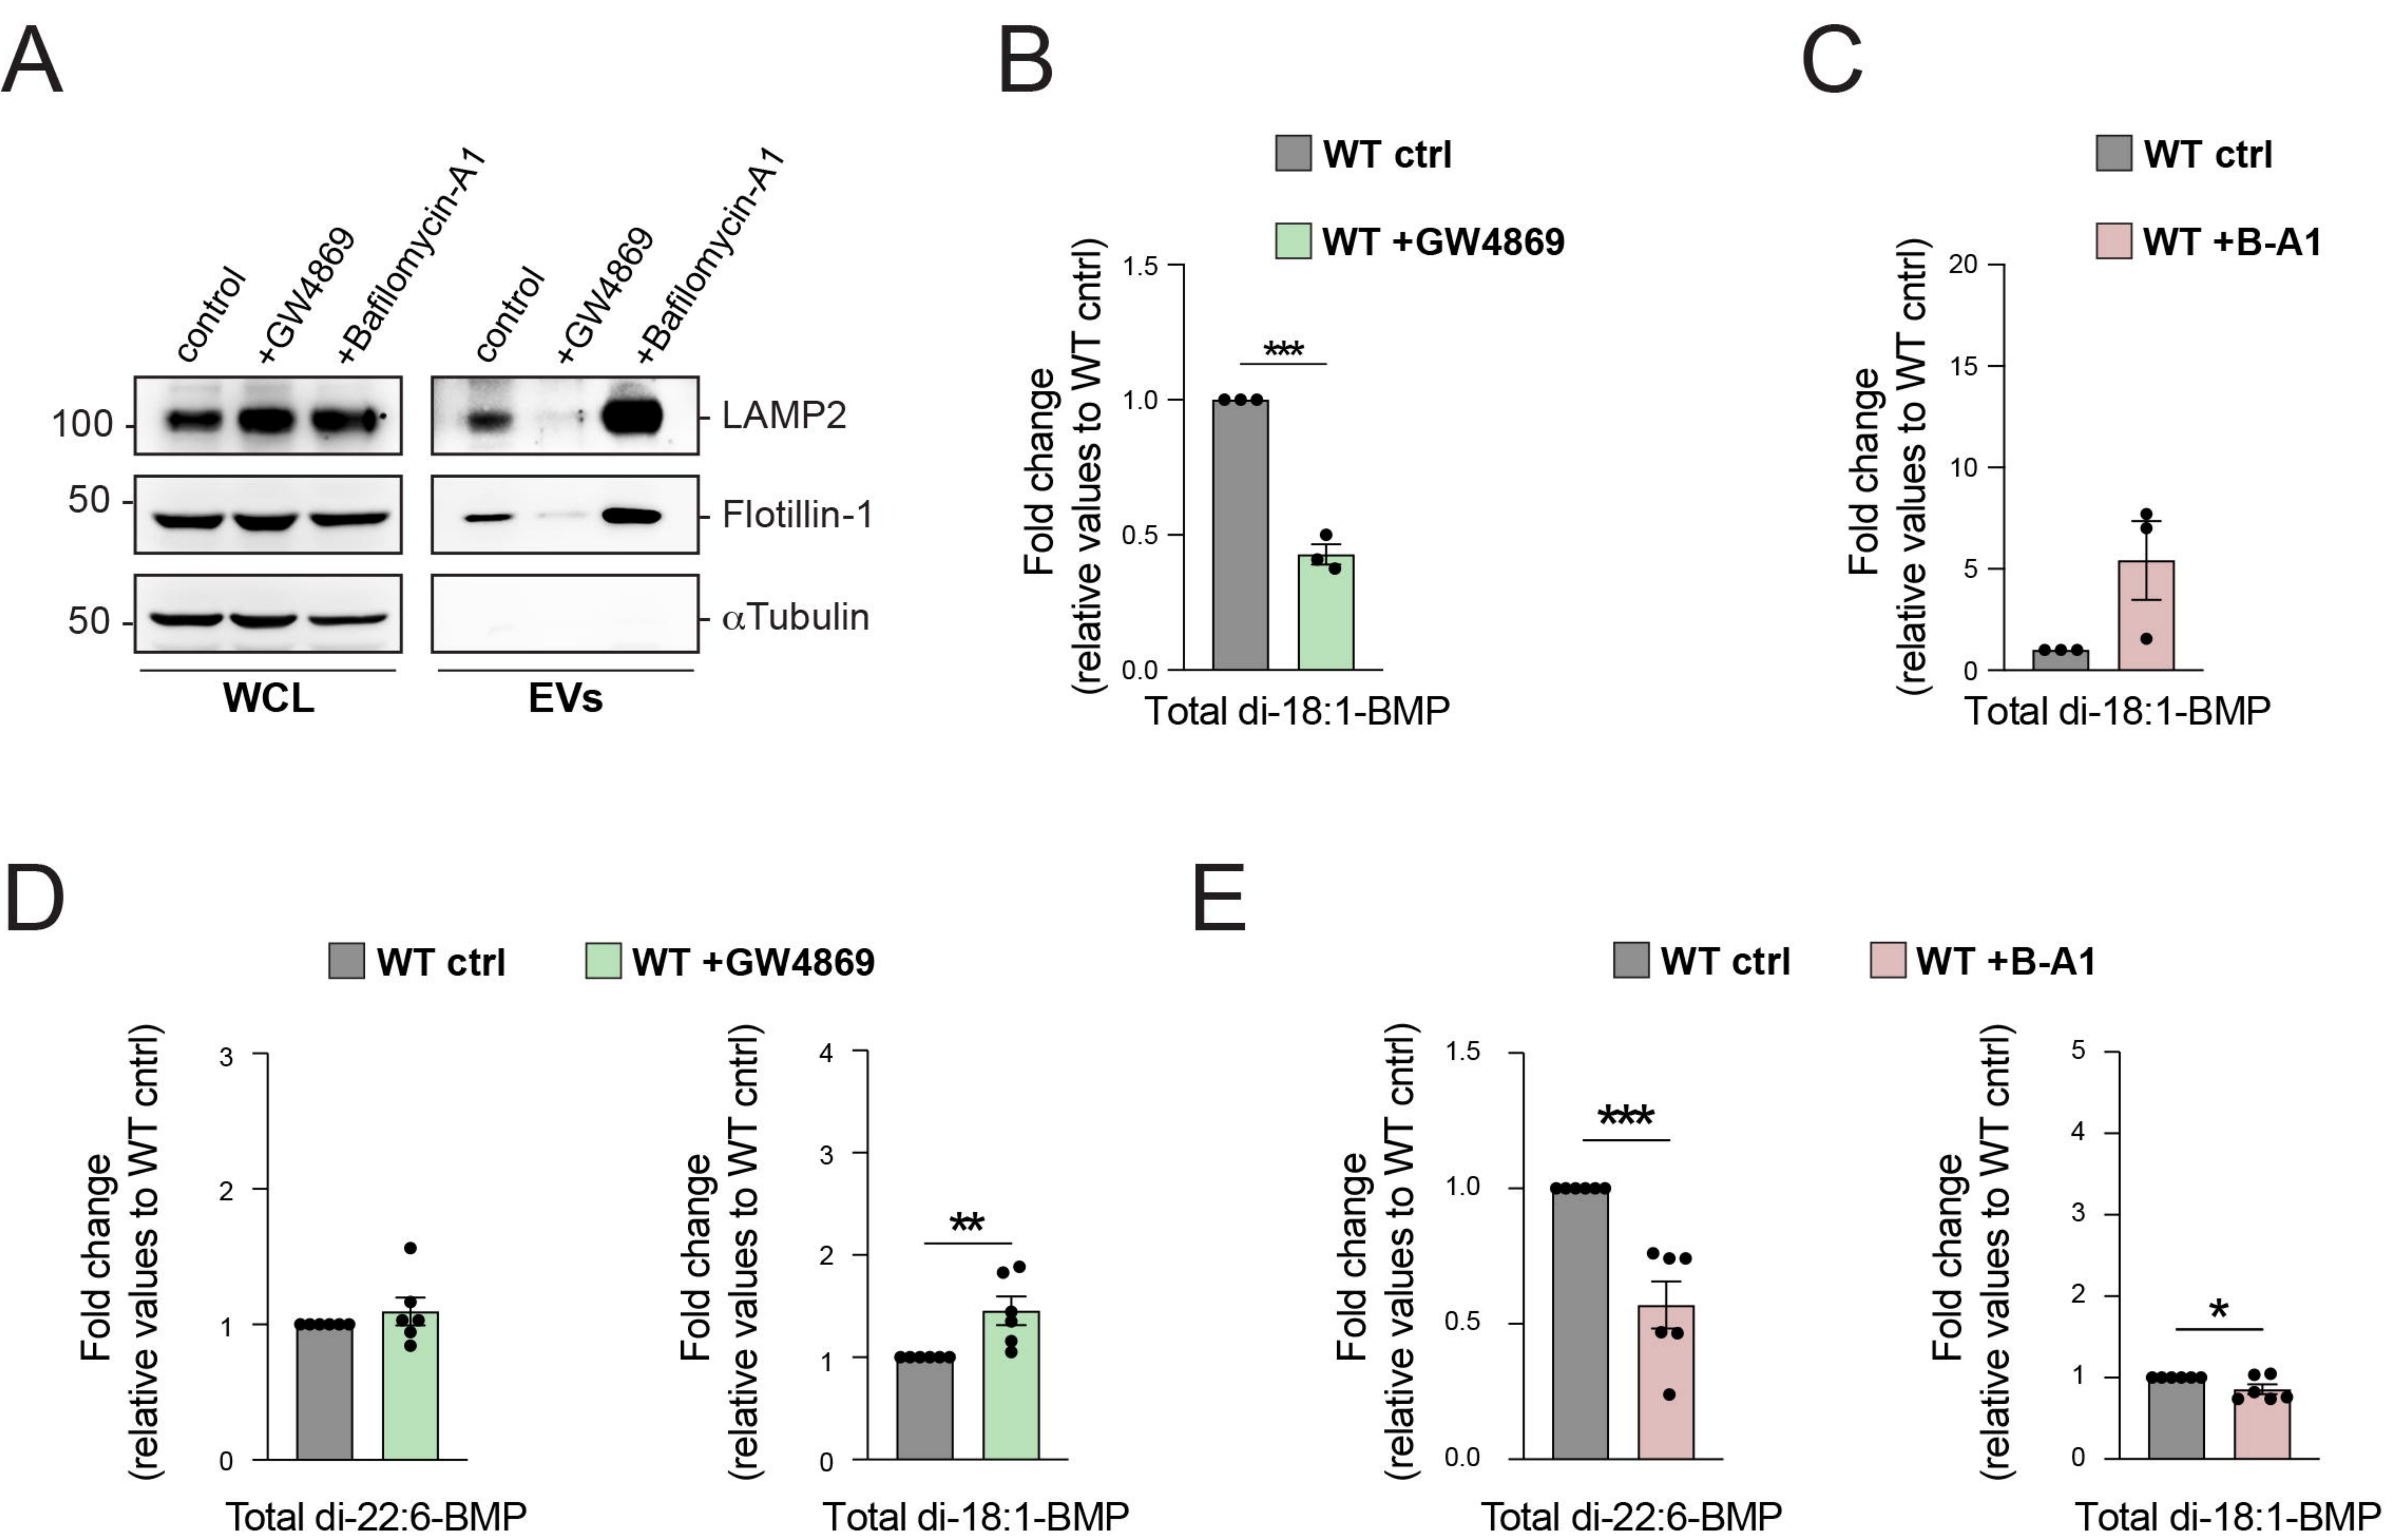 A
control
+GW4869
+Bafilomycin-A1
control
+GW4869
+Bafilomycin-A1
100
LAMP2
50
Flotillin-1
50
αTubulin
WCL
EVs
B
WT ctrl
WT +GW4869
Fold change
(relative values to WT cntrl)
1.5
1.0
0.5
0.0
***
Total di-18:1-BMP
C
WT ctrl
WT +B-A1
Fold change
(relative values to WT cntrl)
20
15
10
5
0
Total di-18:1-BMP
D
WT ctrl
WT +GW4869
Fold change
(relative values to WT cntrl)
3
2
1
0
Total di-22:6-BMP
Fold change
(relative values to WT cntrl)
4
3
2
1
0
**
Total di-18:1-BMP
E
WT ctrl
WT +B-A1
Fold change
(relative values to WT cntrl)
1.5
1.0
0.5
0.0
***
Total di-22:6-BMP
Fold change
(relative values to WT cntrl)
5
4
3
2
1
0
*
Total di-18:1-BMP